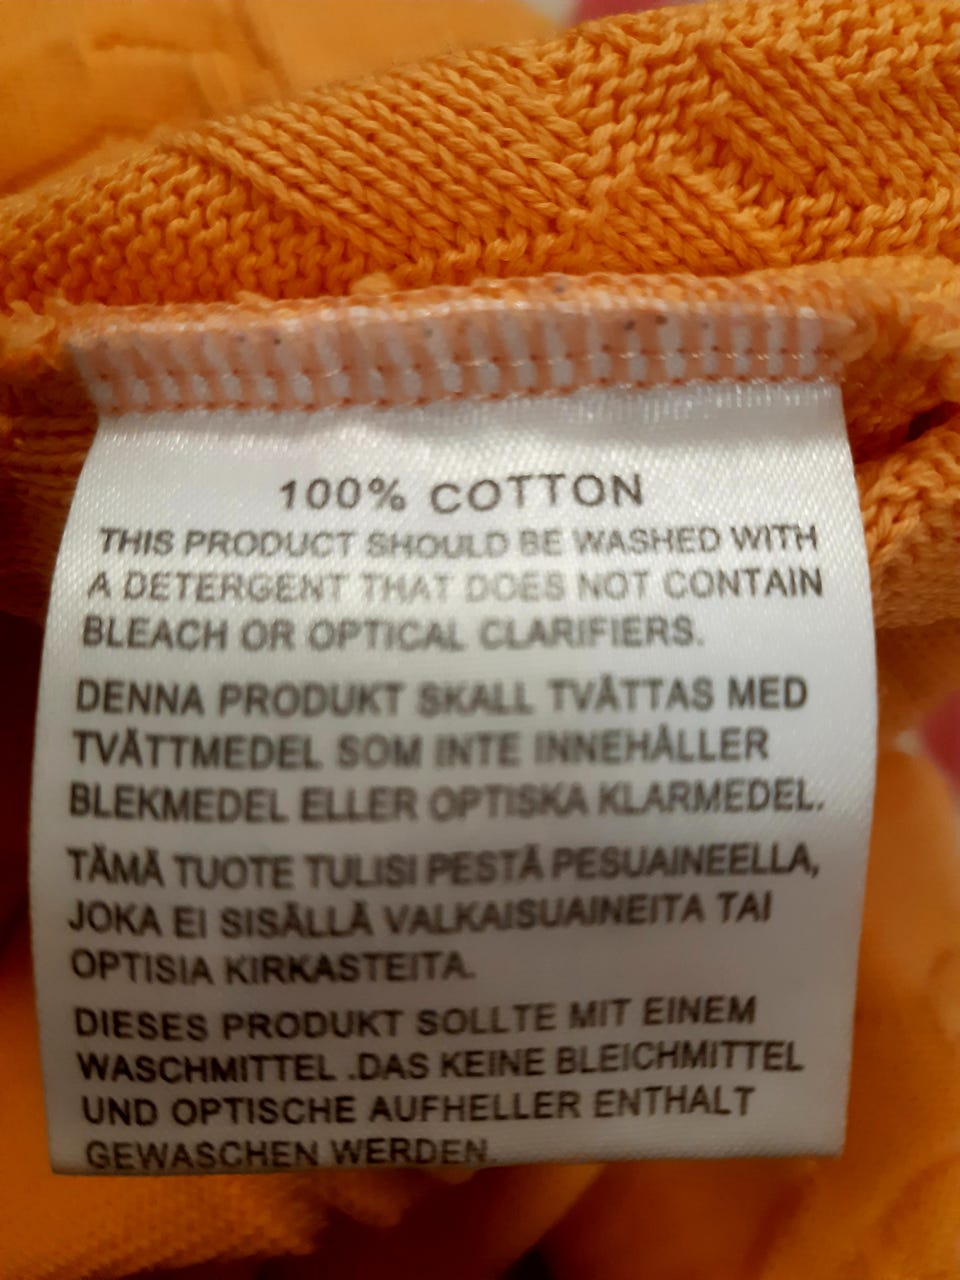 100% COTTON
THIS PRODUCT SHOULD BE WASHED WITH
A DETERGENT THAT DOES NOT CONTAIN
BLEACH OR OPTICAL CLARIFIERS.
DENNA PRODUKT SKALL TVÄTTAS MED
TVÄTTMEDEL SOM INTE INNEHÅLLER
BLEKMEDEL ELLER OPTISKA KLARMEDEL.
TÄMÄ TUOTE TULISI PESTÄ PESUAINEELLA,
JOKA EI SISÄLLÄ VALKAISUAINEITA TAI
OPTISIA KIRKASTEITA.
DIESES PRODUKT SOLLTE MIT EINEM
WASCHMITTEL .DAS KEINE BLEICHMITTEL
UND OPTISCHE AUFHELLER ENTHALT
GEWASCHEN WERDEN.